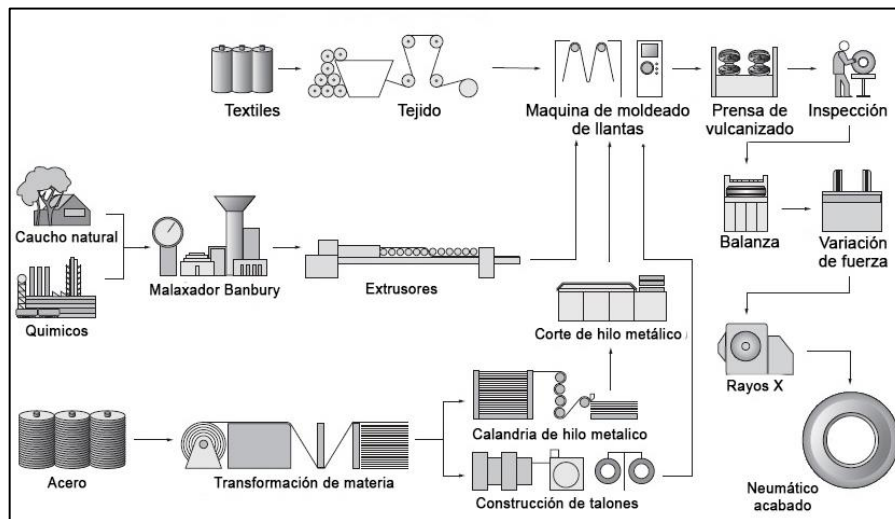 Textiles
Tejido
Maquina de moldeado
de llantas
Prensa de
vulcanizado
Inspección
Caucho natural
Quimicos
Malaxador Banbury
Extrusores
Balanza
Variación
de fuerza
Corte de hilo metálico
Rayos X
Acero
Transformación de materia
Calandria de hilo metalico
Construcción de talones
Neumático
acabado